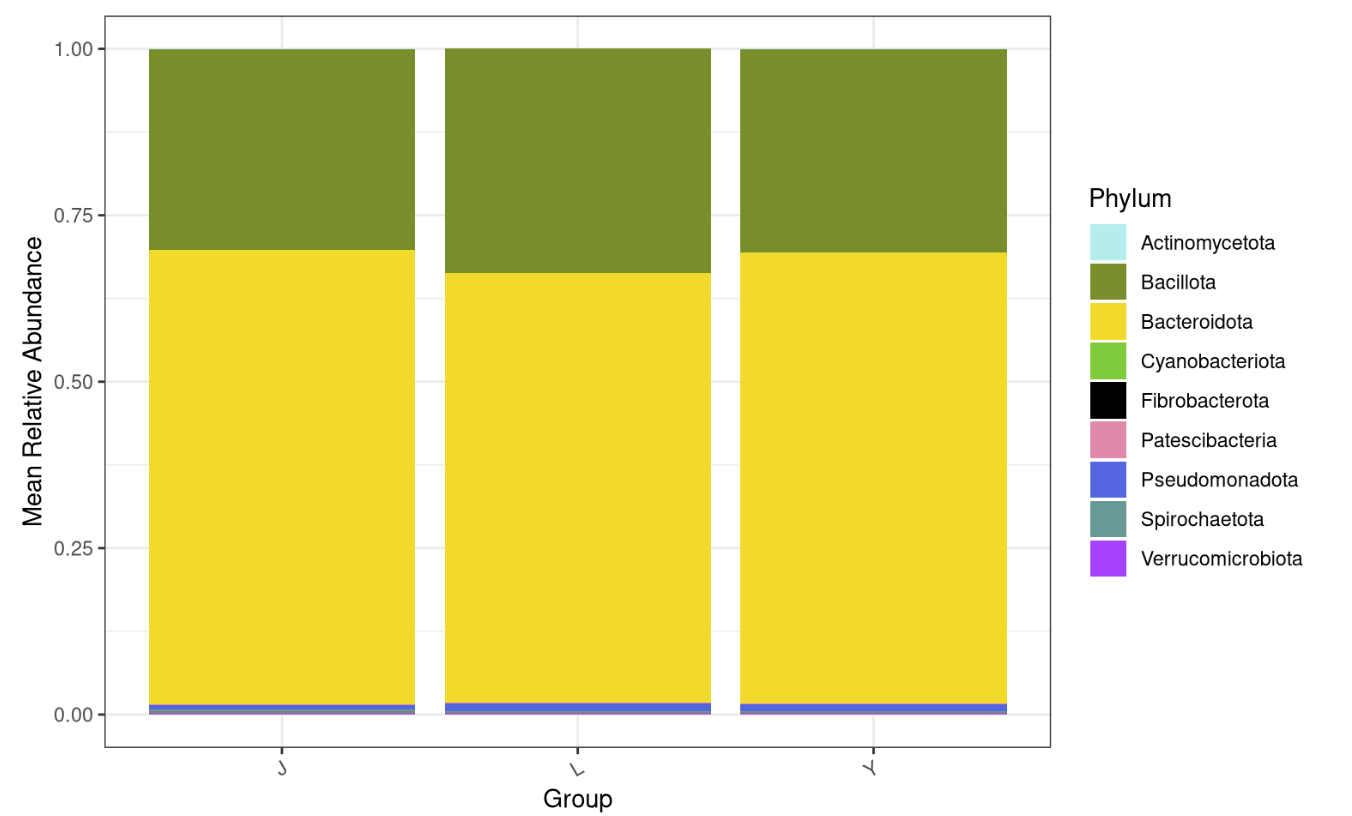 1.00
0.75
0.50
0.25
0.00
Mean Relative Abundance
J
L
Y
Group
Phylum
Actinomycetota
Bacillota
Bacteroidota
Cyanobacteriota
Fibrobacterota
Patescibacteria
Pseudomonadota
Spirochaetota
Verrucomicrobiota